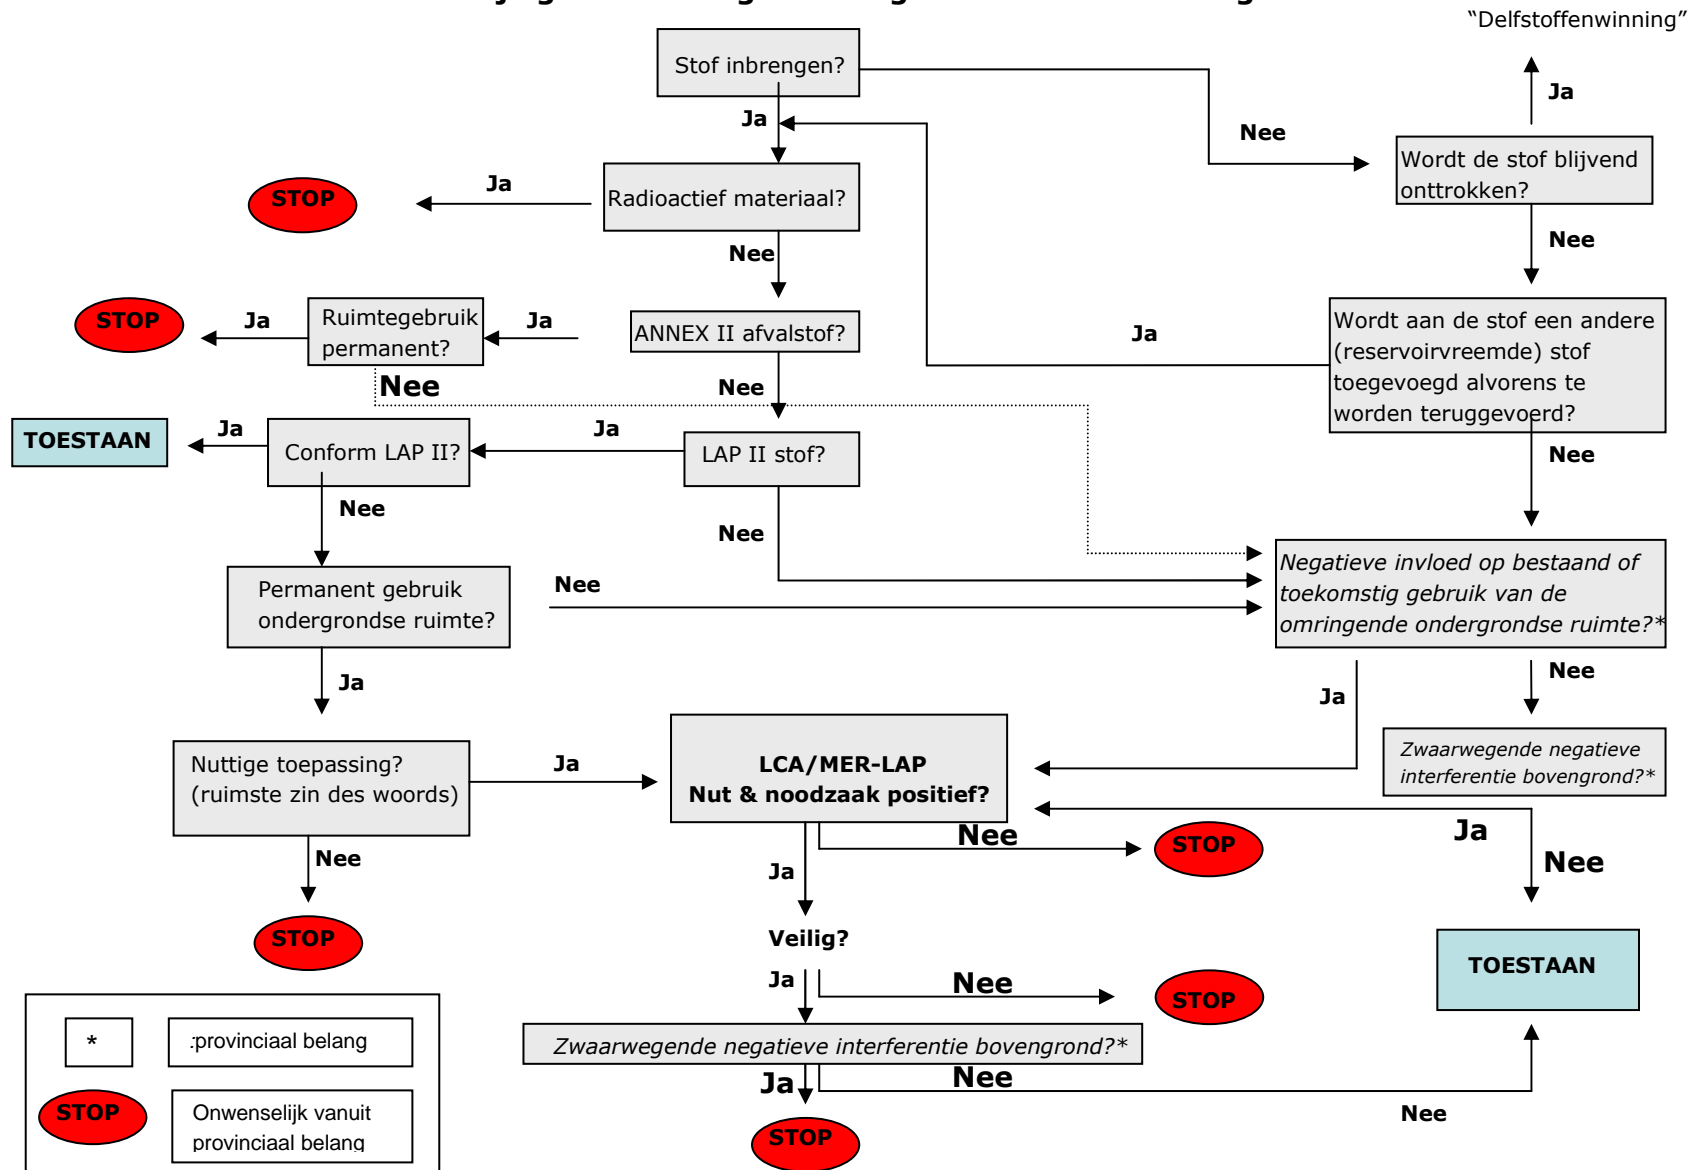 "Delfstoffenwinning"
Stof inbrengen?
Ja
Ja
Nee
Wordt de stof blijvend
onttrokken?
Radioactief materiaal?
Ja
STOP
Nee
Nee
Ruimtegebruik
permanent?
Ja
STOP
Ja
ANNEX II afvalstof?
Ja
Wordt aan de stof een andere
(reservoirvreemde) stof
toegevoegd alvorens te
worden teruggevoerd?
Nee
Nee
TOESTAAN
Ja
Conform LAP II?
Ja
LAP II stof?
Nee
Nee
Nee
Negatieve invloed op bestaand of
toekomstig gebruik van de
omringende ondergrondse ruimte?*
Permanent gebruik
ondergrondse ruimte?
Nee
Ja
Ja
Nee
Nuttige toepassing?
(ruimste zin des woords)
Ja
LCA/MER-LAP
Nut & noodzaak positief?
Zwaarwegende negatieve
interferentie bovengrond?*
Nee
Nee
STOP
Ja
Nee
Ja
STOP
Veilig?
TOESTAAN
Ja
Nee
STOP
Zwaarwegende negatieve interferentie bovengrond?*
Ja
Nee
Nee
STOP
*
:provinciaal belang
STOP
Onwenselijk vanuit
provinciaal belang